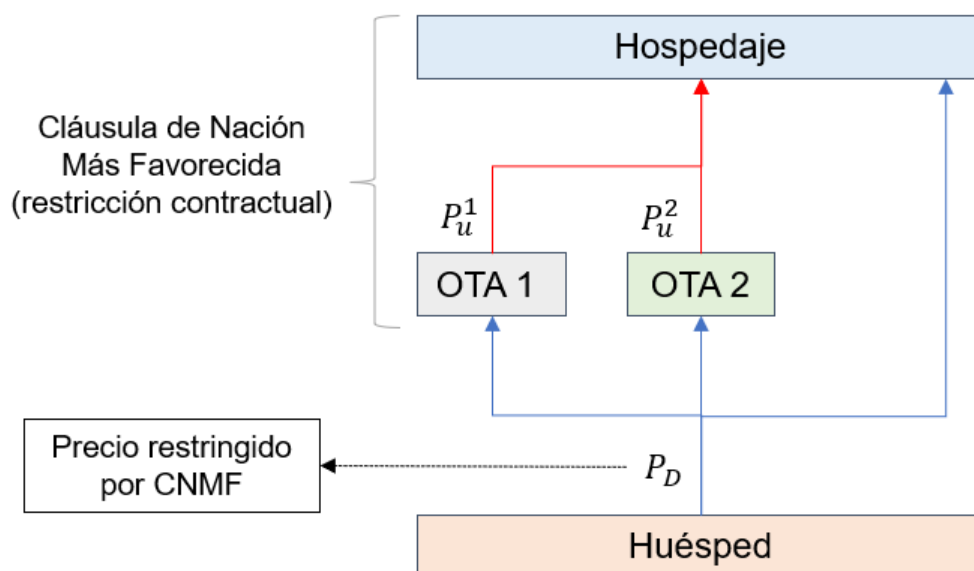 Hospedaje
Cláusula de Nación
Más Favorecida
(restricción contractual)
P_u^1
P_u^2
OTA 1
OTA 2
Precio restringido
por CNMF
P_D
Huésped